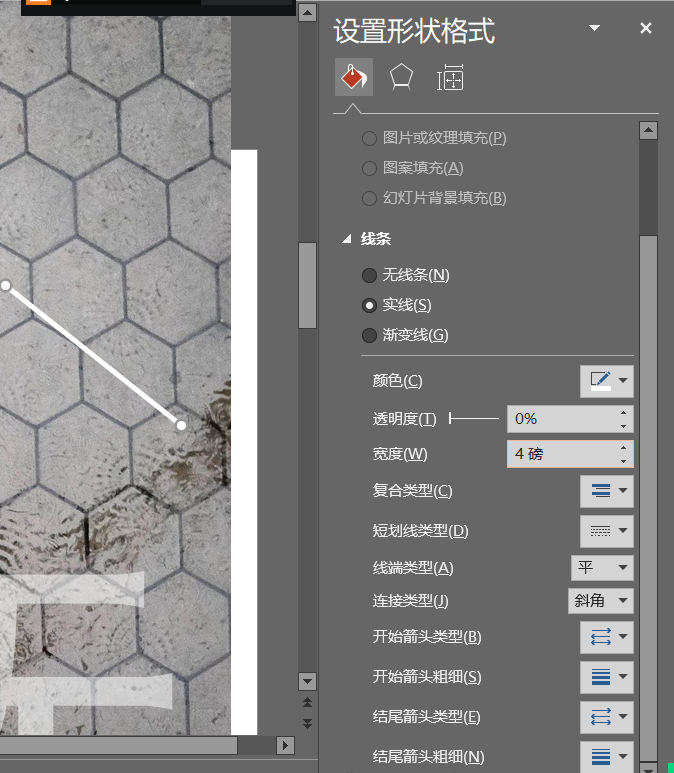 设置形状格式
图片或纹理填充(P)
图案填充(A)
幻灯片背景填充(B)
线条
无线条(N)
实线(S)
渐变线(G)
颜色(C)
透明度(T) 0%
宽度(W) 4 磅
复合类型(C)
短划线类型(D)
线端类型(A) 平
连接类型(J) 斜角
开始箭头类型(B)
开始箭头粗细(S)
结尾箭头类型(E)
结尾箭头粗细(N)